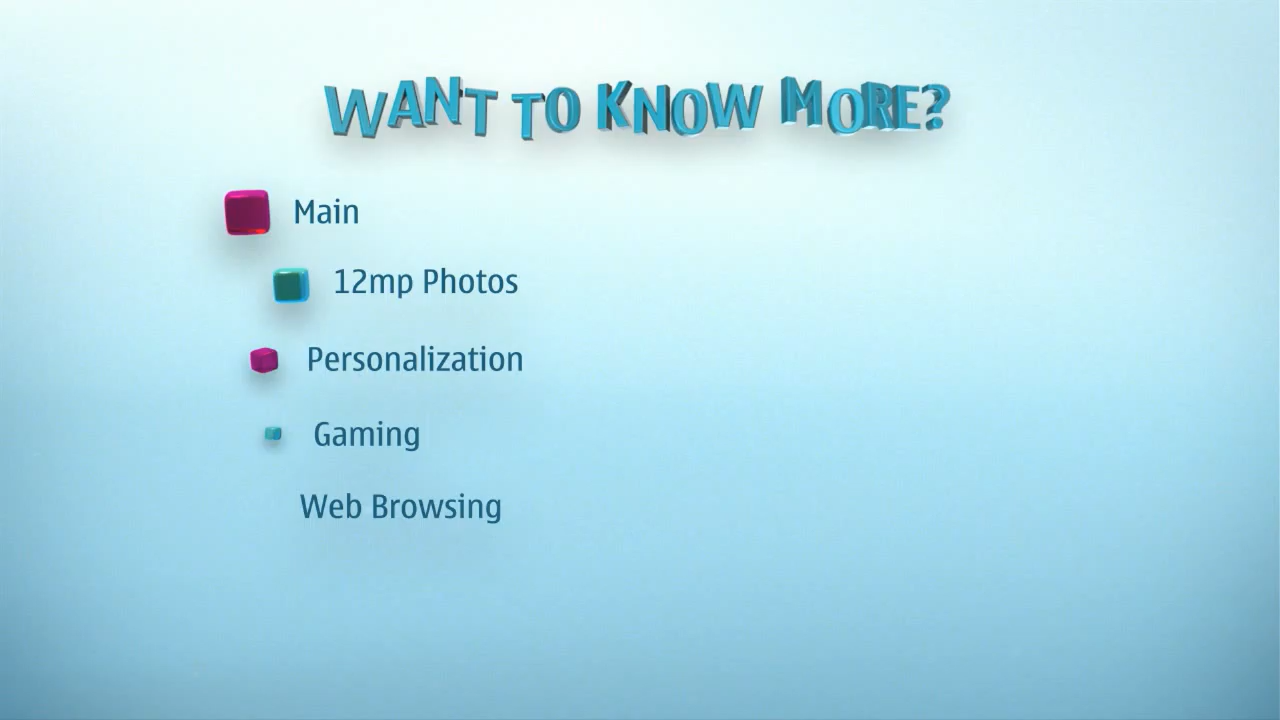 WANT TO KNOW MORE?
Main
12mp Photos
Personalization
Gaming
Web Browsing